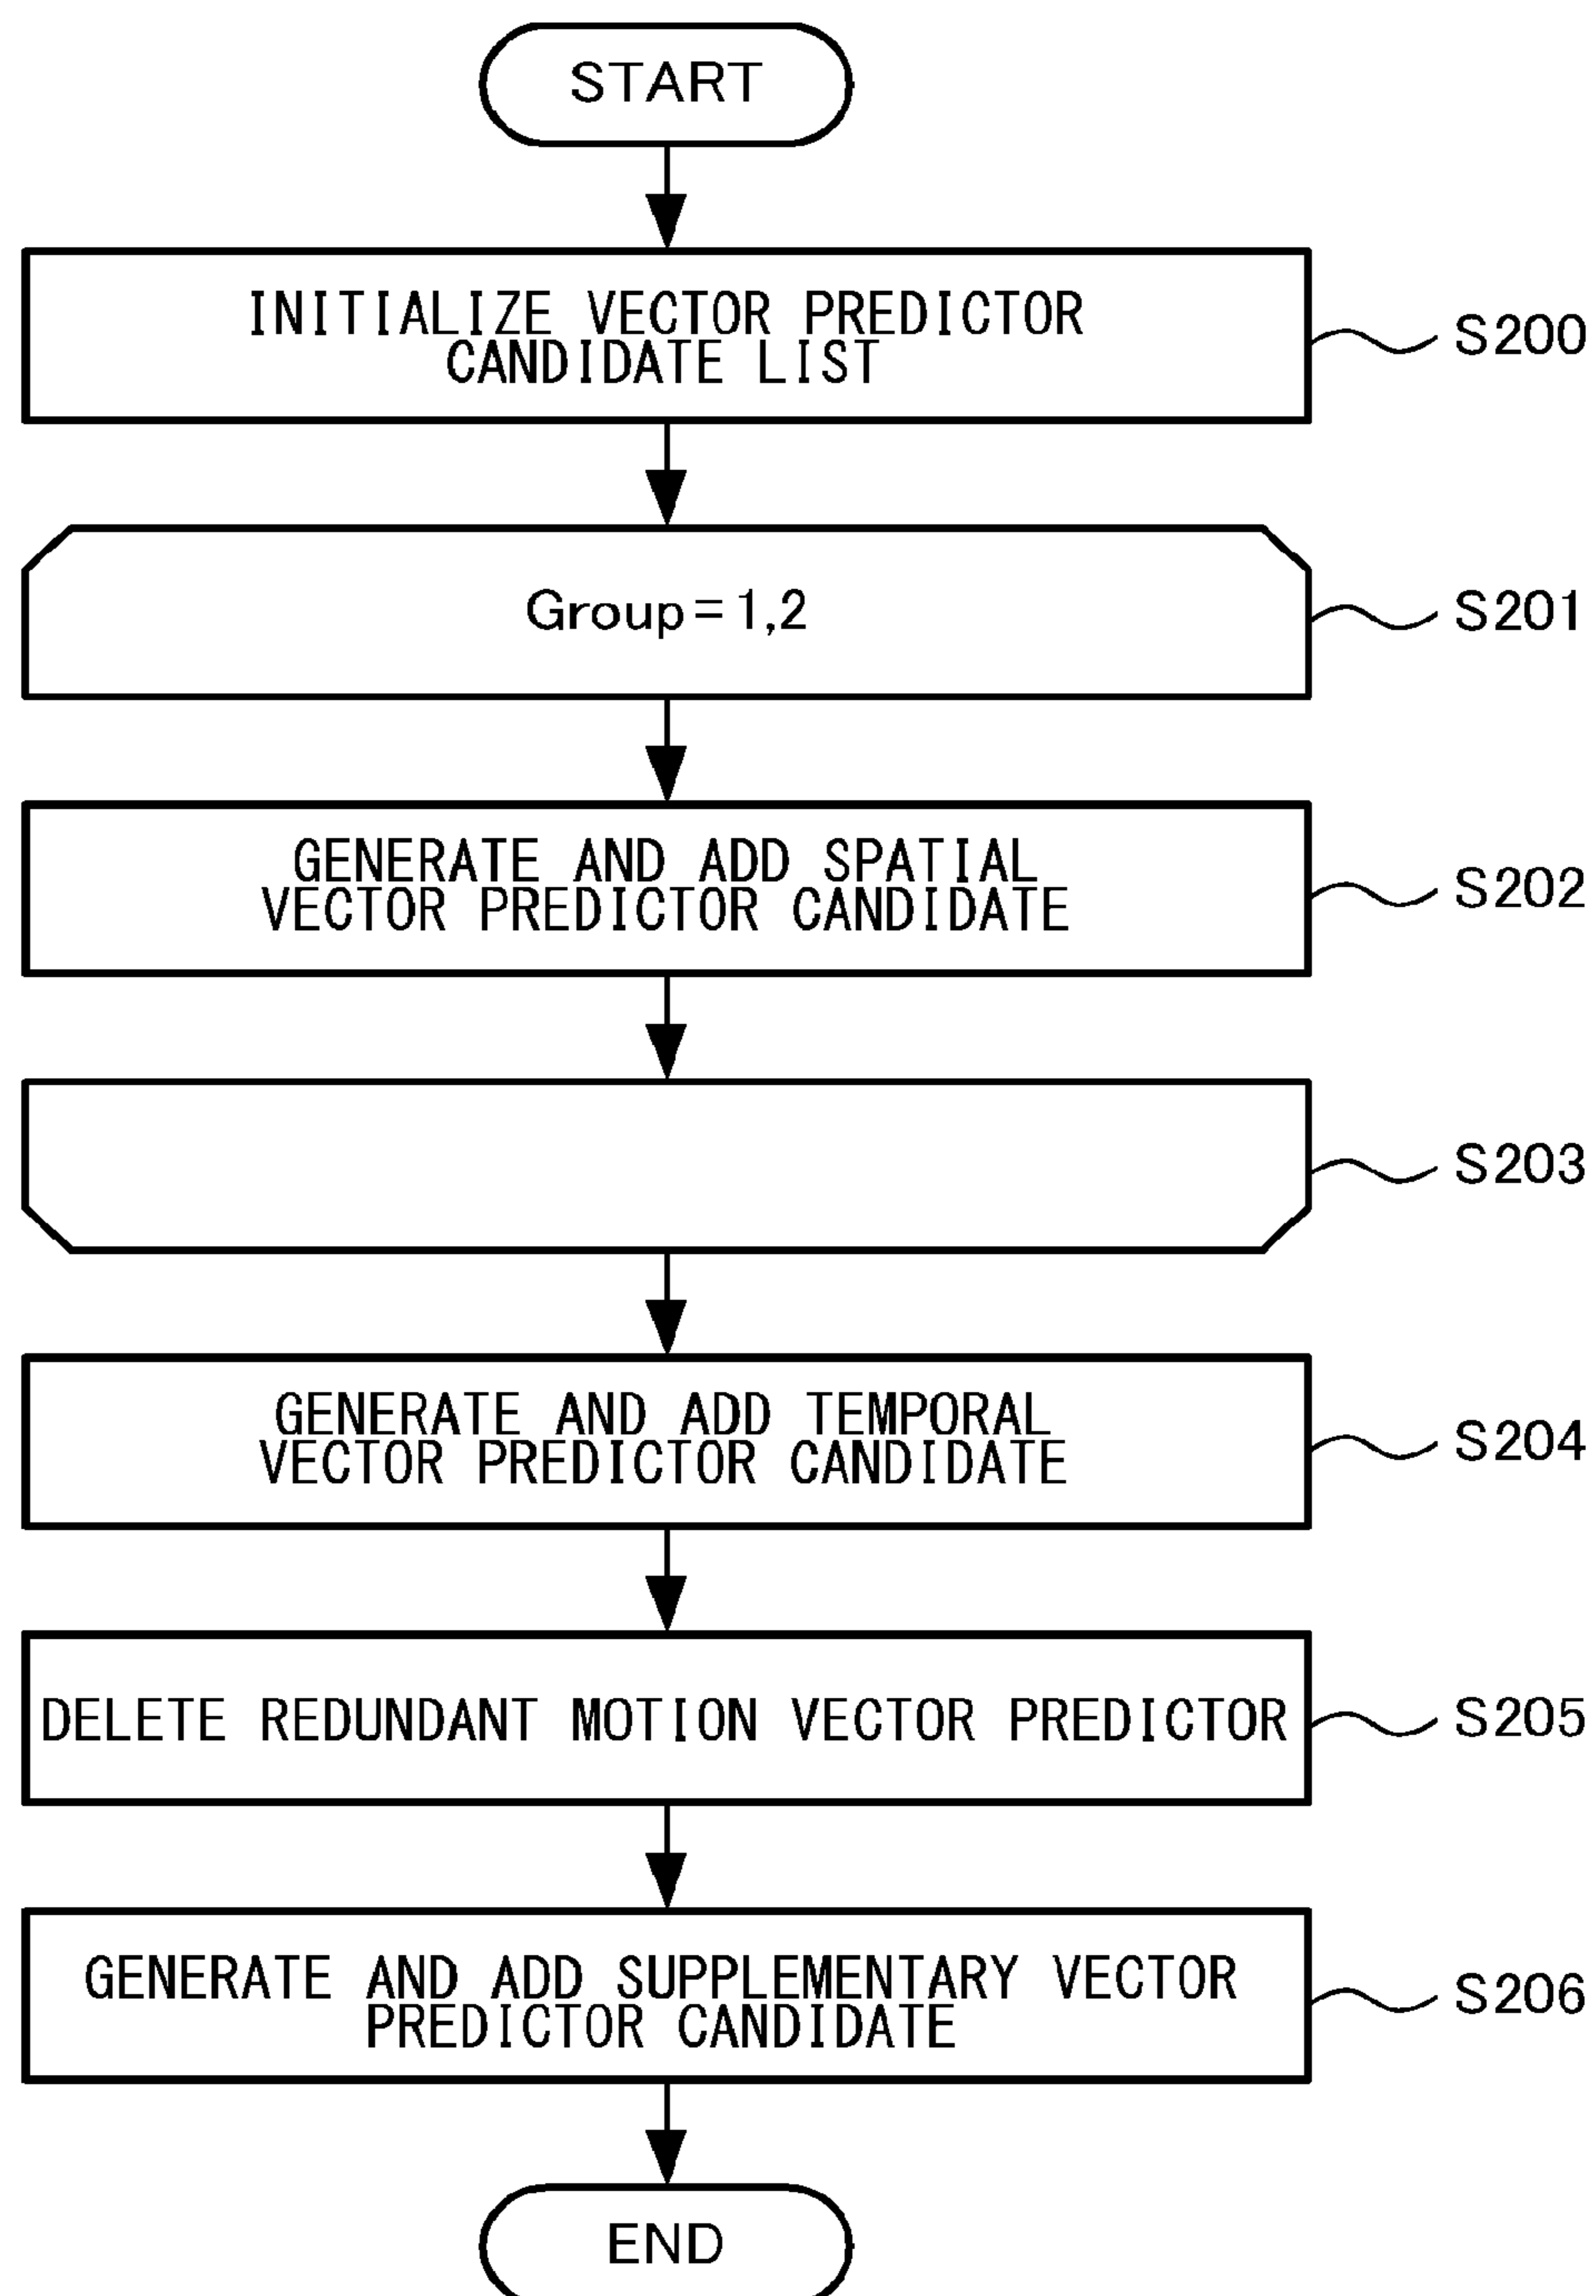 START
INITIALIZE VECTOR PREDICTOR
CANDIDATE LIST
S200
Group=1,2
S201
GENERATE AND ADD SPATIAL
VECTOR PREDICTOR CANDIDATE
S202
S203
GENERATE AND ADD TEMPORAL
VECTOR PREDICTOR CANDIDATE
S204
DELETE REDUNDANT MOTION VECTOR PREDICTOR
S205
GENERATE AND ADD SUPPLEMENTARY VECTOR
PREDICTOR CANDIDATE
S206
END